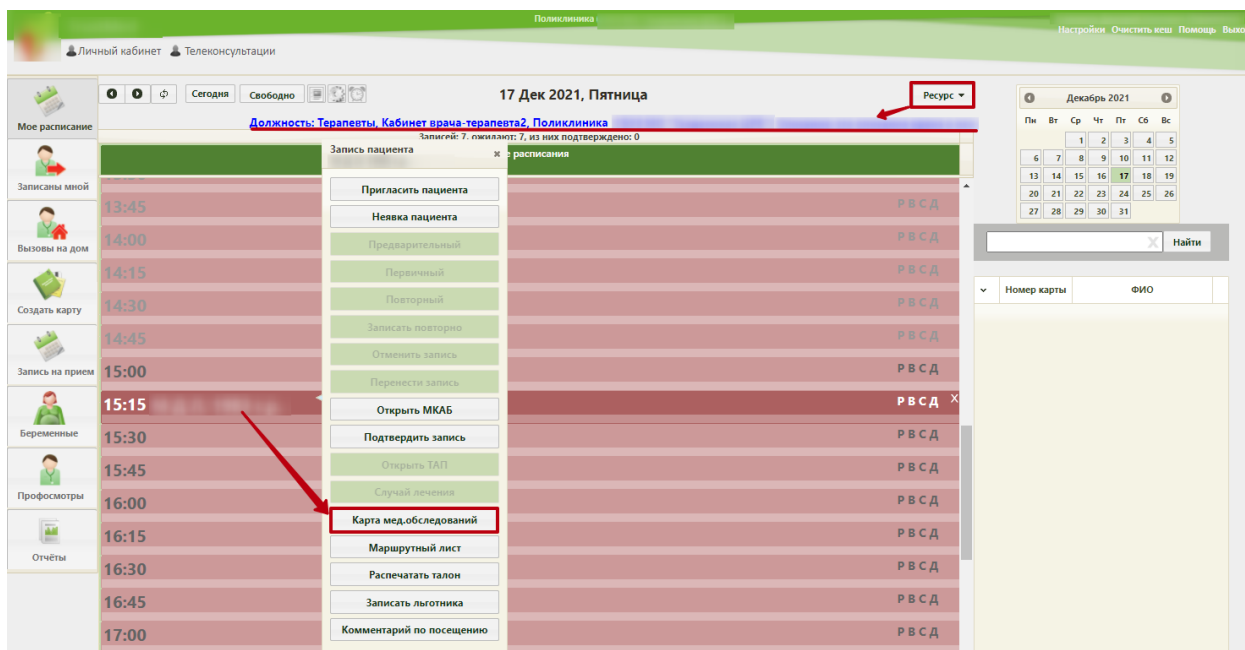 Поликлиника
Настройки Очистить кеш Помощь Выхо
Личный кабинет Телеконсультации
Сегодня Свободно
17 Дек 2021, Пятница
Ресурс
Должность: Терапевты, Кабинет врача-терапевта2, Поликлиника
Записей: 7, ожидают: 7, из них подтверждено: 0
е расписания
Мое расписание
Записаны мной
Вызовы на дом
Создать карту
Запись на прием
Беременные
Профосмотры
Отчёты
13:45 Р В С Д
14:00 Р В С Д
14:15 Р В С Д
14:30 Р В С Д
14:45 Р В С Д
15:00 Р В С Д
15:15 Р В С Д X
15:30 Р В С Д
15:45 Р В С Д
16:00 Р В С Д
16:15 Р В С Д
16:30 Р В С Д
16:45 Р В С Д
17:00 Р В С Д
Запись пациента
Пригласить пациента
Неявка пациента
Предварительный
Первичный
Повторный
Записать повторно
Отменить запись
Перенести запись
Открыть МКАБ
Подтвердить запись
Открыть ТАП
Случай лечения
Карта мед.обследований
Маршрутный лист
Распечатать талон
Записать льготника
Комментарий по посещению
Декабрь 2021
Пн Вт Ср Чт Пт Сб Вс
1 2 3 4 5
6 7 8 9 10 11 12
13 14 15 16 17 18 19
20 21 22 23 24 25 26
27 28 29 30 31
X Найти
Номер карты ФИО